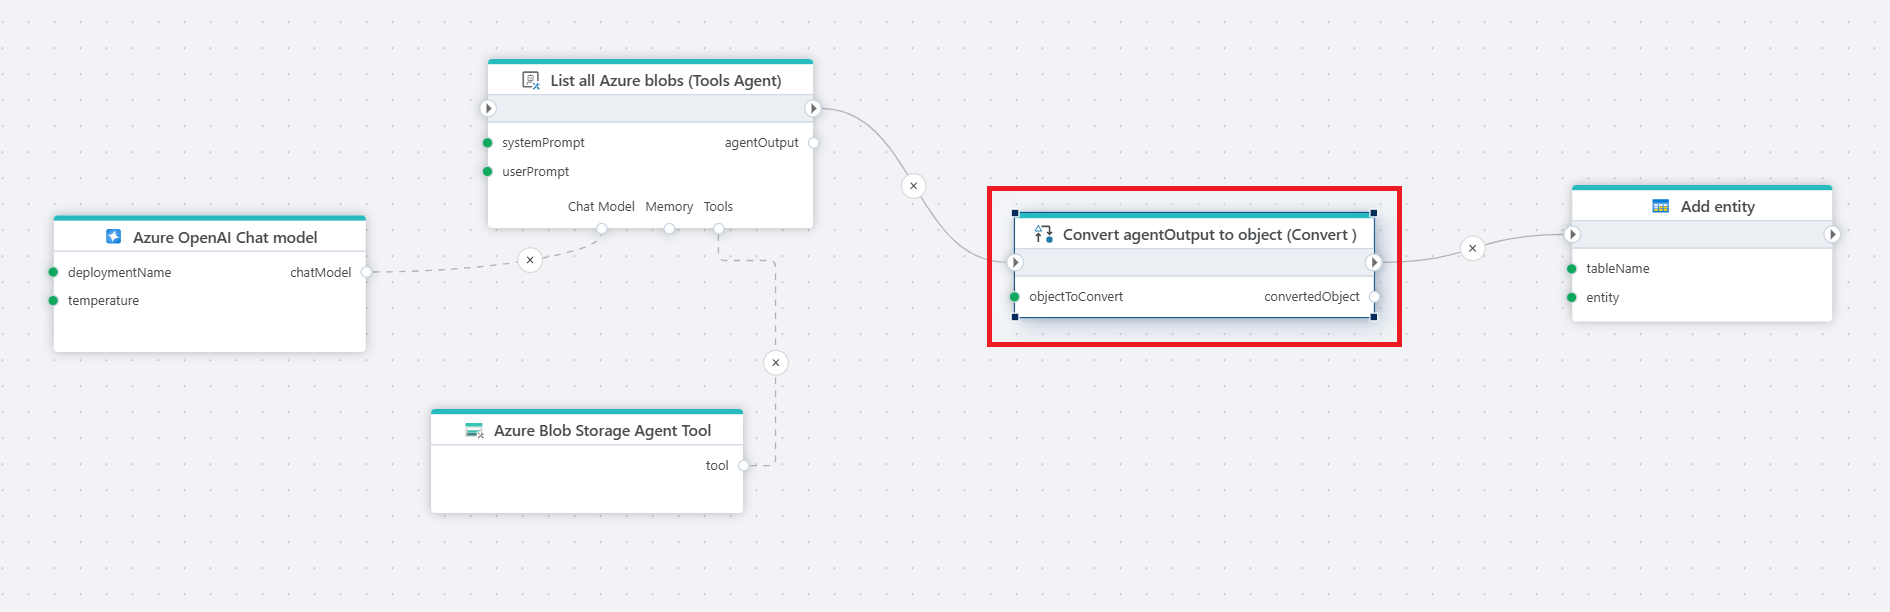 List all Azure blobs (Tools Agent)
systemPrompt
agentOutput
userPrompt
Chat Model
Memory
Tools
Azure OpenAI Chat model
deploymentName
chatModel
temperature
Azure Blob Storage Agent Tool
tool
Convert agentOutput to object (Convert )
objectToConvert
convertedObject
Add entity
tableName
entity